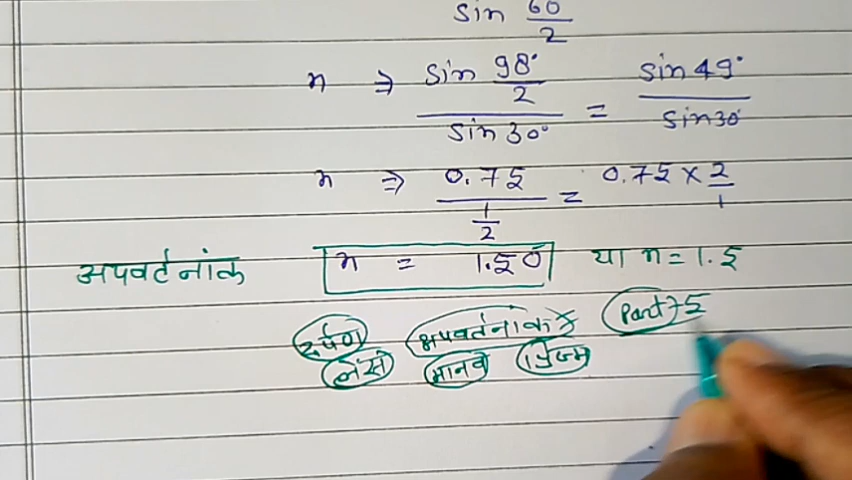 sin 60/2
n ⇒ sin 98°/2 / sin 30° = sin 49° / sin 30
n ⇒ 0.75 / 1/2 = 0.75 × 2/1
अपवर्टनांक n = 1.50 या n = 1.5
दर्पण अपवर्तनांक Part-5
लेंस मानव प्रिज्म